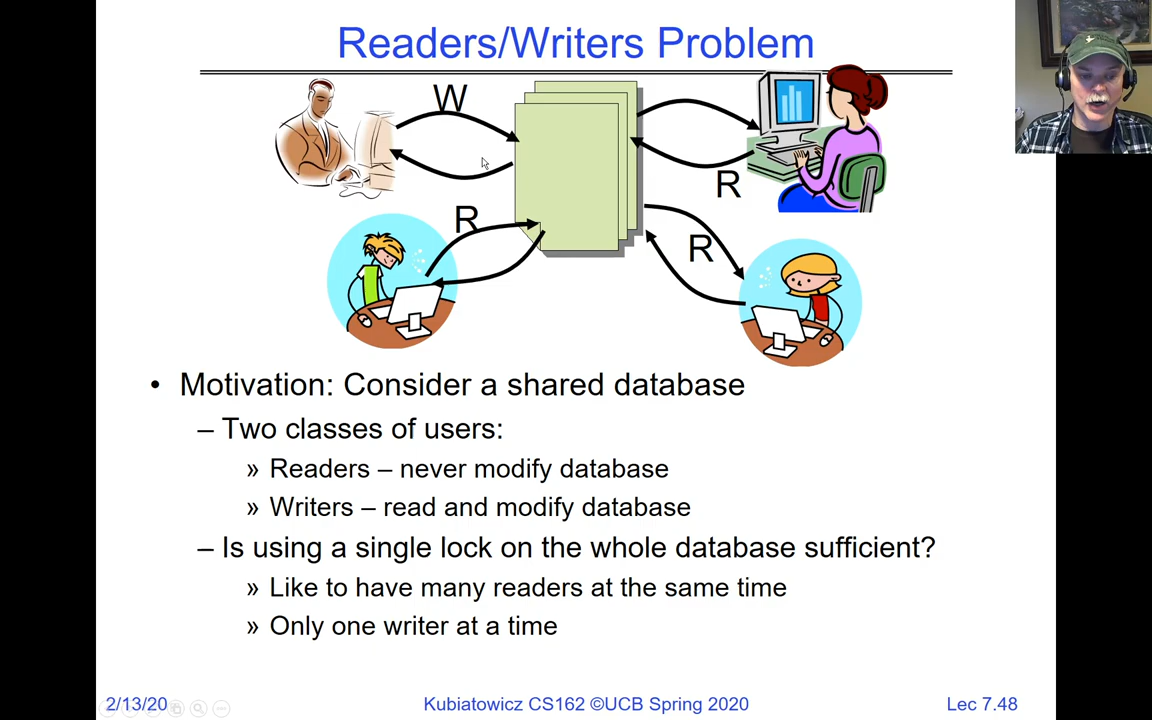 Readers/Writers Problem
W
R
R
R
• Motivation: Consider a shared database
– Two classes of users:
» Readers – never modify database
» Writers – read and modify database
– Is using a single lock on the whole database sufficient?
» Like to have many readers at the same time
» Only one writer at a time
2/13/20
Kubiatowicz CS162 ©UCB Spring 2020
Lec 7.48